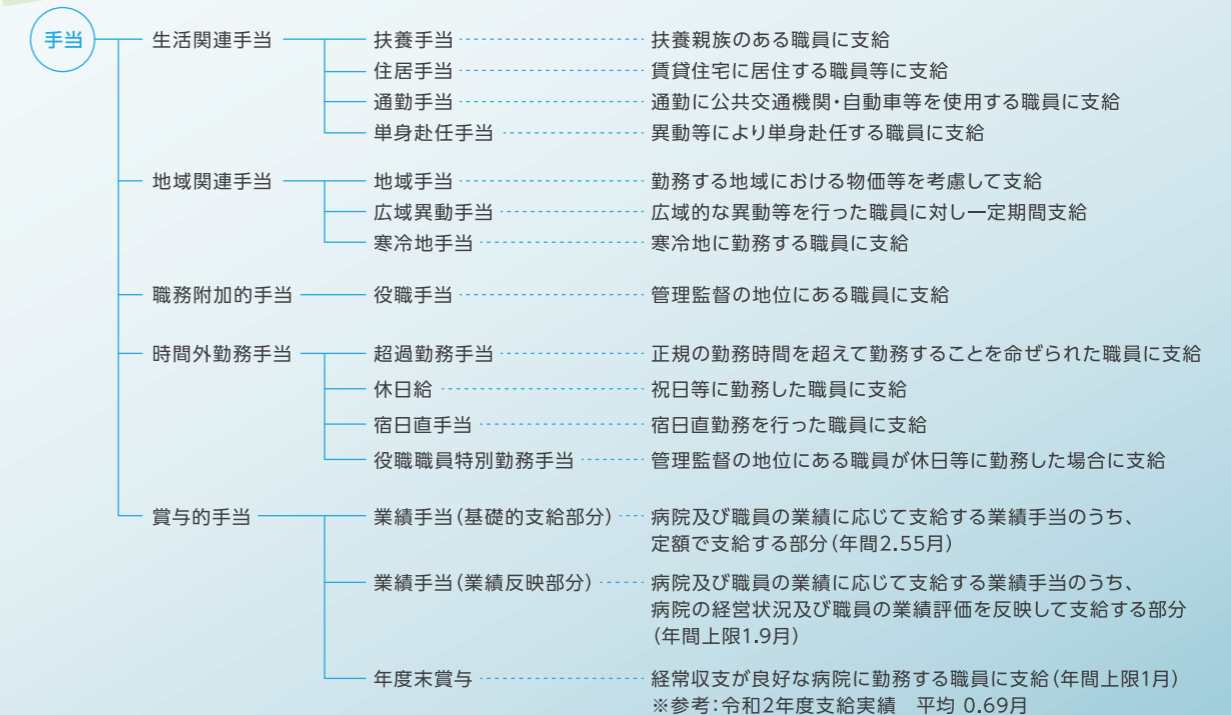 手当
生活関連手当 扶養手当 扶養親族のある職員に支給
住居手当 賃貸住宅に居住する職員等に支給
通勤手当 通勤に公共交通機関・自動車等を使用する職員に支給
単身赴任手当 異動等により単身赴任する職員に支給
地域関連手当 地域手当 勤務する地域における物価等を考慮して支給
広域異動手当 広域的な異動等を行った職員に対し一定期間支給
寒冷地手当 寒冷地に勤務する職員に支給
職務附加的手当 役職手当 管理監督の地位にある職員に支給
時間外勤務手当 超過勤務手当 正規の勤務時間を超えて勤務することを命ぜられた職員に支給
休日給 祝日等に勤務した職員に支給
宿日直手当 宿日直勤務を行った職員に支給
役職職員特別勤務手当 管理監督の地位にある職員が休日等に勤務した場合に支給
賞与的手当 業績手当(基礎的支給部分) 病院及び職員の業績に応じて支給する業績手当のうち、
定額で支給する部分(年間2.55月)
業績手当(業績反映部分) 病院及び職員の業績に応じて支給する業績手当のうち、
病院の経営状況及び職員の業績評価を反映して支給する部分
(年間上限1.9月)
年度末賞与 経常収支が良好な病院に勤務する職員に支給(年間上限1月)
※参考:令和2年度支給実績 平均 0.69月